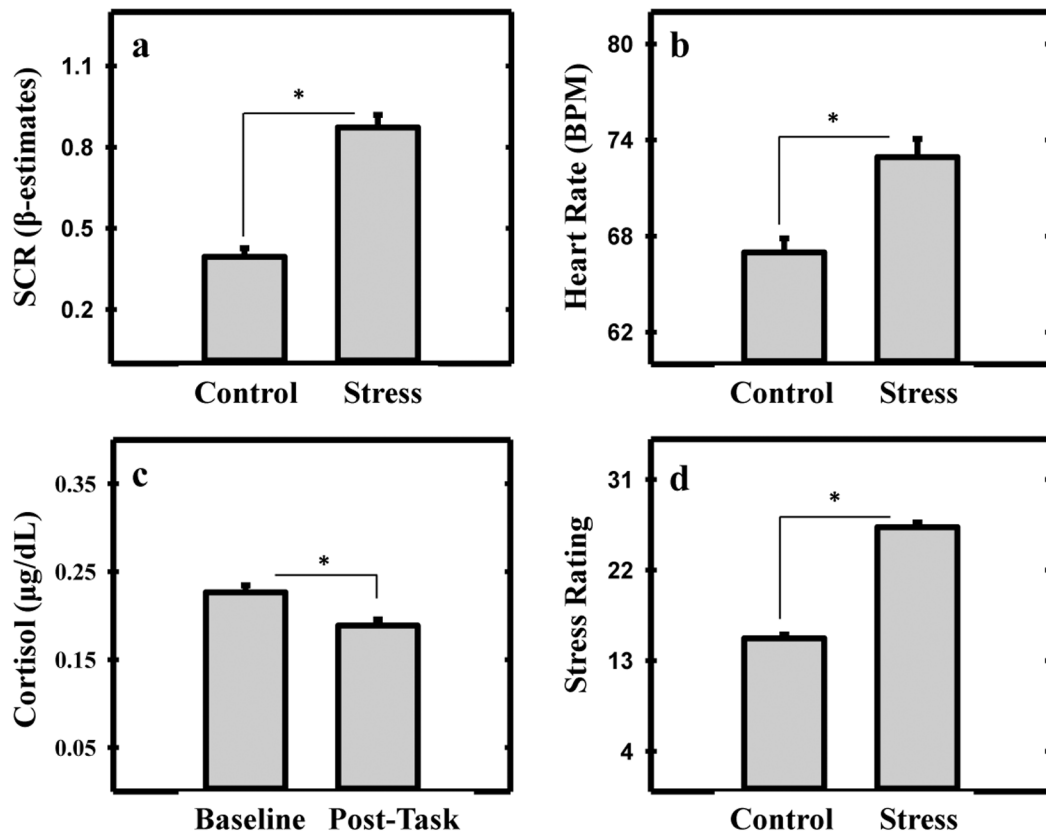 a
SCR (β-estimates)
1.1
0.8
0.5
0.2
*
Control Stress
b
Heart Rate (BPM)
80
74
68
62
*
Control Stress
c
Cortisol (µg/dL)
0.35
0.25
0.15
0.05
*
Baseline Post-Task
d
Stress Rating
31
22
13
4
*
Control Stress